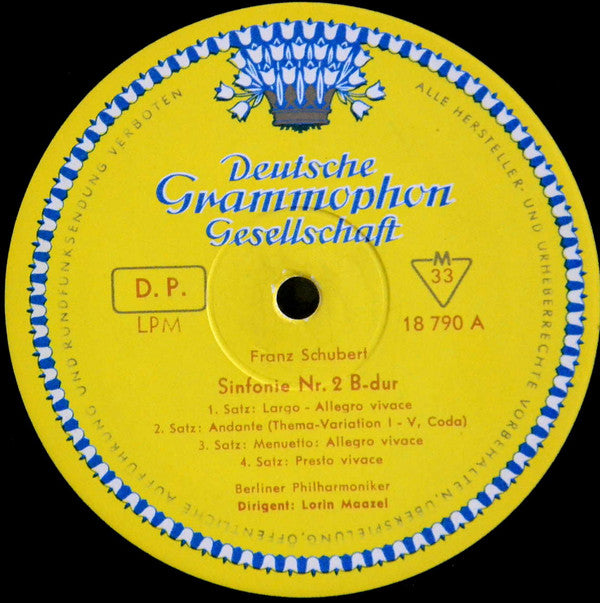 Deutsche
Grammophon
Gesellschaft
D. P.
LPM
M
33
18 790 A
Franz Schubert
Sinfonie Nr. 2 B-dur
1. Satz: Largo - Allegro vivace
2. Satz: Andante (Thema-Variation I - V, Coda)
3. Satz: Menuetto: Allegro vivace
4. Satz: Presto vivace
Berliner Philharmoniker
Dirigent: Lorin Maazel
ALLE HERSTELLER- UND URHEBERRECHTE VORBEHALTEN. ÜBERSPIELUNG, ÖFFENTLICHE AUFFÜHRUNG UND RUNDFUNKSENDUNG VERBOTEN